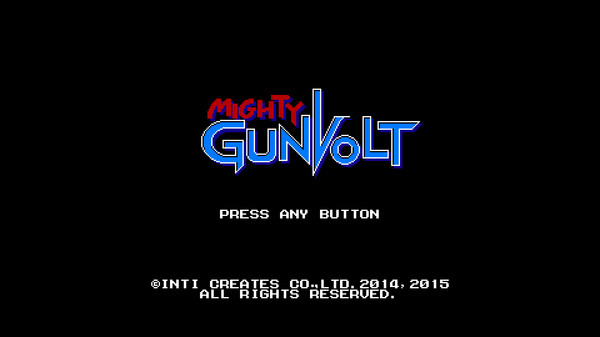 MIGHTY
GUNVOLT
PRESS ANY BUTTON
©INTI CREATES CO.,LTD.2014,2015
ALL RIGHTS RESERVED.